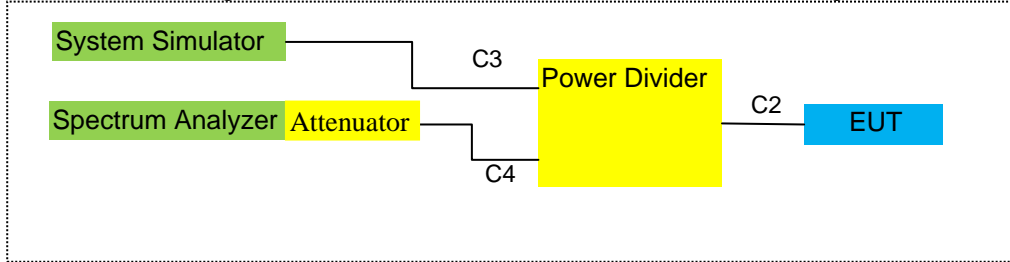 System Simulator
C3
Power Divider
C2
Spectrum Analyzer Attenuator
EUT
C4